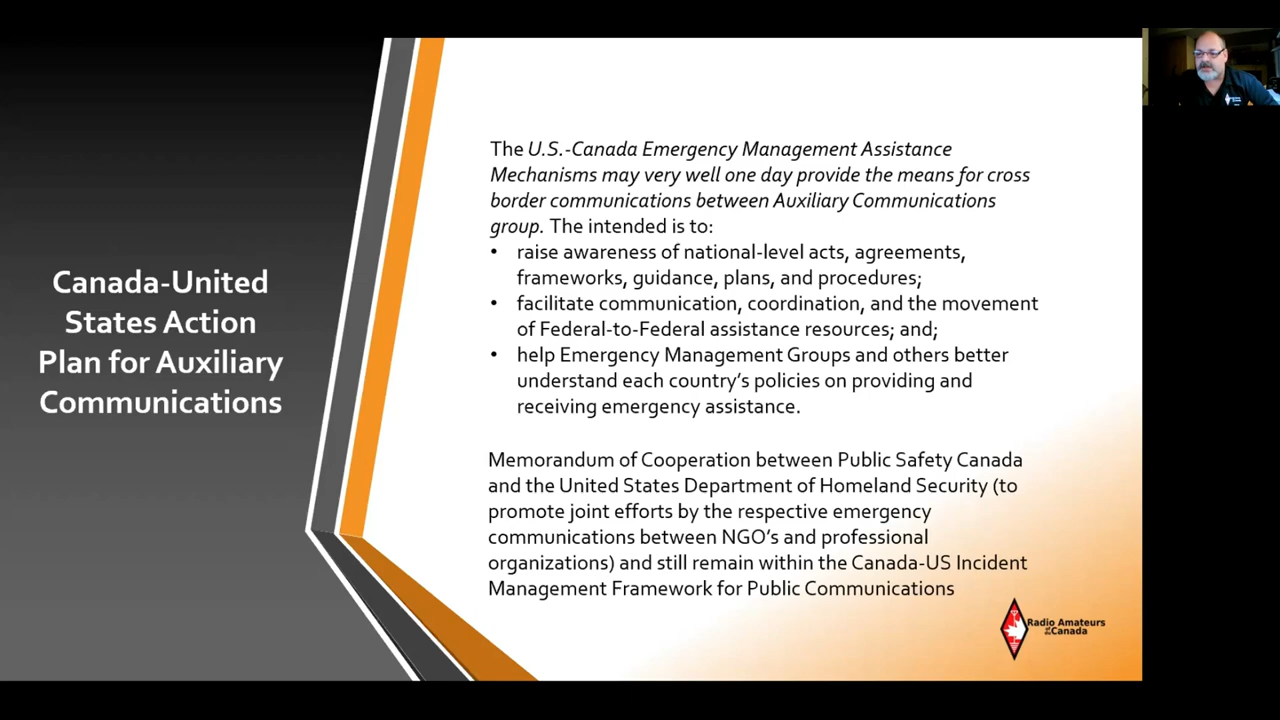 Canada-United
States Action
Plan for Auxiliary
Communications
The U.S.-Canada Emergency Management Assistance
Mechanisms may very well one day provide the means for cross
border communications between Auxiliary Communications
group. The intended is to:
• raise awareness of national-level acts, agreements,
frameworks, guidance, plans, and procedures;
• facilitate communication, coordination, and the movement
of Federal-to-Federal assistance resources; and;
• help Emergency Management Groups and others better
understand each country’s policies on providing and
receiving emergency assistance.
Memorandum of Cooperation between Public Safety Canada
and the United States Department of Homeland Security (to
promote joint efforts by the respective emergency
communications between NGO’s and professional
organizations) and still remain within the Canada-US Incident
Management Framework for Public Communications
Radio Amateurs
of
Canada